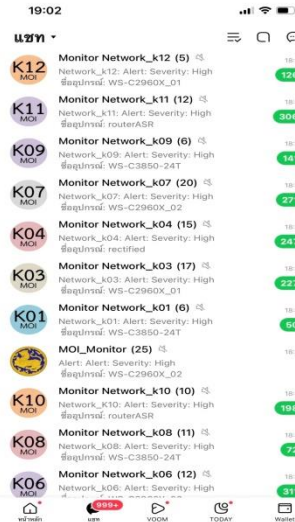 19:02
แชท
K12
MOI
Monitor Network_k12 (5)
Network_k12: Alert: Severity: High
ชื่ออุปกรณ์: WS-C2960X_01
K11
MOI
Monitor Network_k11 (12)
Network_k11: Alert: Severity: High
ชื่ออุปกรณ์: routerASR
K09
MOI
Monitor Network_k09 (6)
Network_k09: Alert: Severity: High
ชื่ออุปกรณ์: WS-C3850-24T
K07
MOI
Monitor Network_k07 (20)
Network_k07: Alert: Severity: High
ชื่ออุปกรณ์: WS-C2960X_02
K04
MOI
Monitor Network_k04 (15)
Network_k04: Alert: Severity: High
ชื่ออุปกรณ์: rectified
K03
MOI
Monitor Network_k03 (17)
Network_k03: Alert: Severity: High
ชื่ออุปกรณ์: WS-C2960X_01
K01
MOI
Monitor Network_k01 (6)
Network_k01: Alert: Severity: High
ชื่ออุปกรณ์: WS-C3850-24T
MOI_Monitor (25)
Alert: Alert: Severity: High
ชื่ออุปกรณ์: WS-C2960X_02
K10
MOI
Monitor Network_k10 (10)
Network_K10: Alert: Severity: High
ชื่ออุปกรณ์: routerASR
K08
MOI
Monitor Network_k08 (11)
Network_k08: Alert: Severity: High
ชื่ออุปกรณ์: WS-C3850-24T
K06
MOI
Monitor Network_k06 (12)
Network_k06: Alert: Severity: High
ชื่ออุปกรณ์: WS-C3850-24T
999+
หน้าหลัก
แชท
VOOM
TODAY